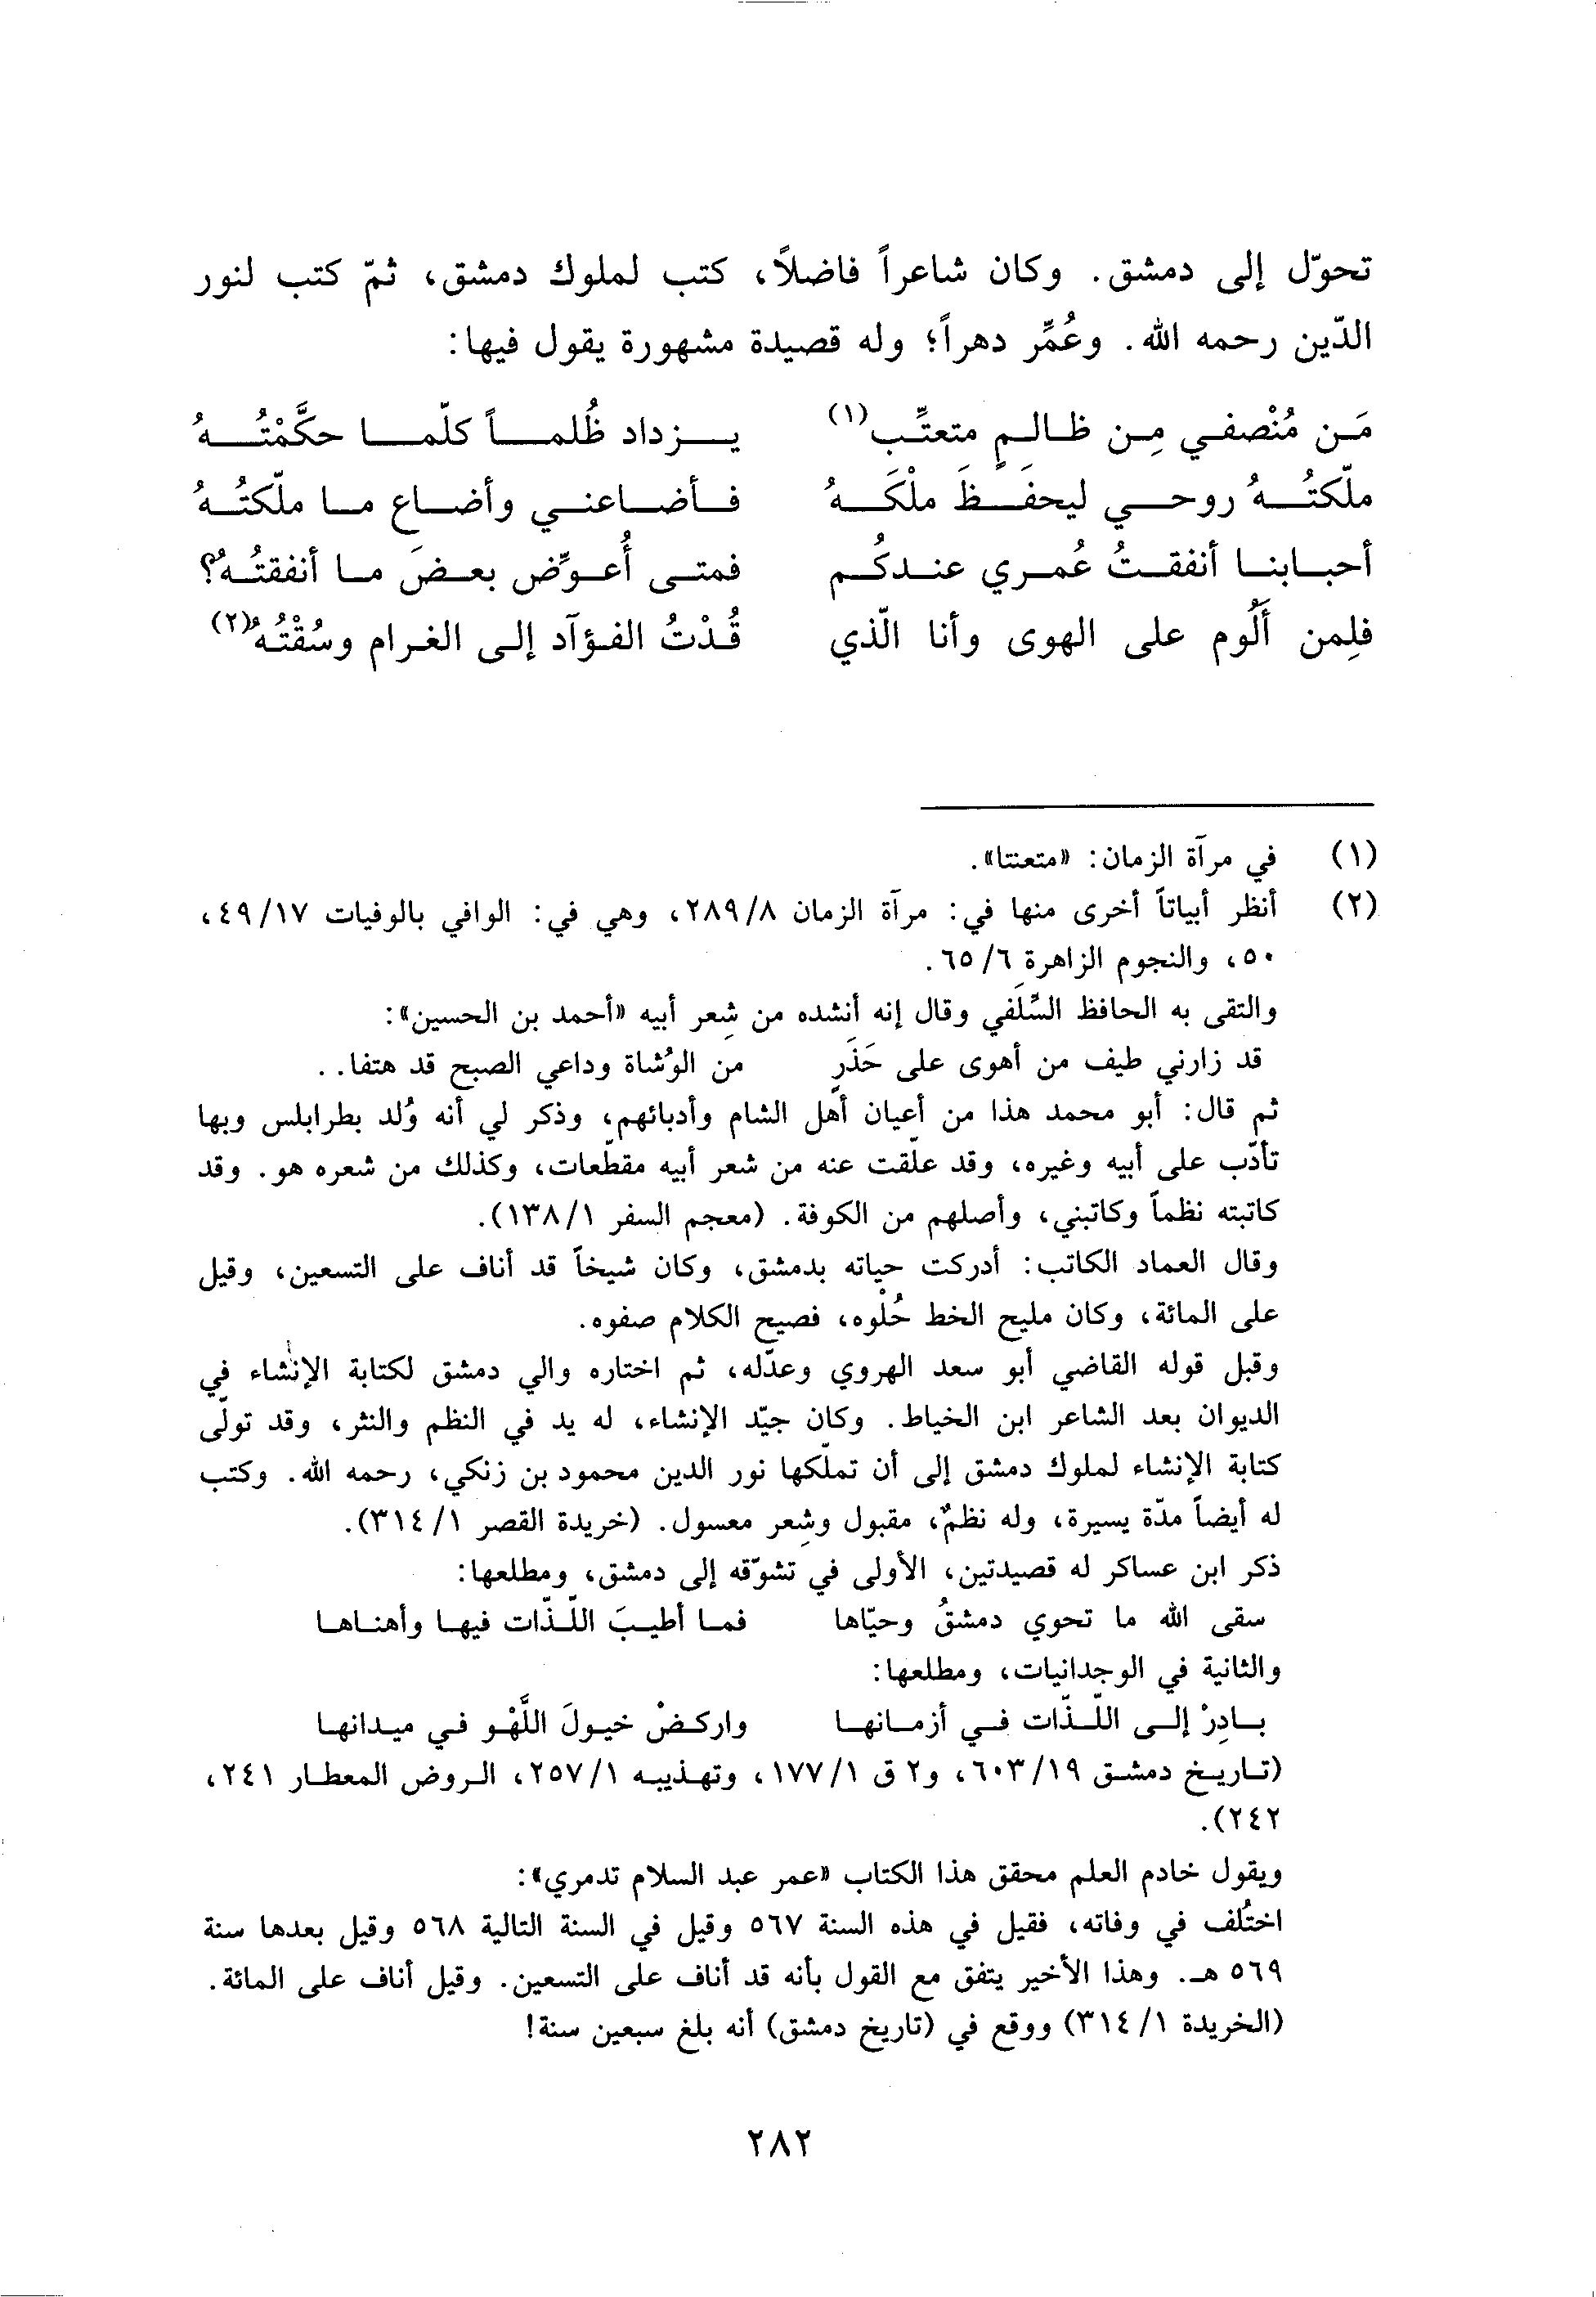 تحوّل إلى دمشق. وكان شاعراً فاضلاً، كتب لملوك دمشق، ثمّ كتب لنور
الدّين رحمه الله. وعُمِّر دهراً؛ وله قصيدة مشهورة يقول فيها:
مَن مُنْصفي مِن ظالمٍ متعتِّب(١) يزداد ظُلماً كلّما حكَّمْتُهُ
ملّكتُهُ روحي ليحفَظَ ملْكَهُ فأضاعني وأضاع ما ملّكتُهُ
أحبابنا أنفقتُ عُمري عندكُم فمتى أُعوِّض بعضَ ما أنفقتُهُ؟
فلِمن أَلُوم على الهوى وأنا الّذي قُدْتُ الفؤآد إلى الغرام وسُقْتُهُ(٢)
(١) في مرآة الزمان: «متعنتا».
(٢) أنظر أبياتاً أخرى منها في: مرآة الزمان ٢٨٩/٨، وهي في: الوافي بالوفيات ٤٩/١٧،
٥٠، والنجوم الزاهرة ٦٥/٦.
والتقى به الحافظ السِّلَفي وقال إنه أنشده من شِعر أبيه «أحمد بن الحسين»:
قد زارني طيف من أهوى على حَذَرٍ من الوُشاة وداعي الصبح قد هتفا..
ثم قال: أبو محمد هذا من أعيان أهل الشام وأدبائهم، وذكر لي أنه وُلد بطرابلس وبها
تأدّب على أبيه وغيره، وقد علّقت عنه من شعر أبيه مقطّعات، وكذلك من شعره هو. وقد
كاتبته نظماً وكاتبني، وأصلهم من الكوفة. (معجم السفر ١٣٨/١).
وقال العماد الكاتب: أدركت حياته بدمشق، وكان شيخاً قد أناف على التسعين، وقيل
على المائة، وكان مليح الخط حُلْوه، فصيح الكلام صفوه.
وقبل قوله القاضي أبو سعد الهروي وعدّله، ثم اختاره والي دمشق لكتابة الإنشاء في
الديوان بعد الشاعر ابن الخياط. وكان جيّد الإنشاء، له يد في النظم والنثر، وقد تولّى
كتابة الإنشاء لملوك دمشق إلى أن تملّكها نور الدين محمود بن زنكي، رحمه الله. وكتب
له أيضاً مدّة يسيرة، وله نظمٌ، مقبول وشِعر معسول. (خريدة القصر ٣١٤/١).
ذكر ابن عساكر له قصيدتين، الأولى في تشوّقه إلى دمشق، ومطلعها:
سقى الله ما تحوي دمشقُ وحيّاها فما أطيبَ اللّذّات فيها وأهناها
والثانية في الوجدانيات، ومطلعها:
بادِرْ إلى اللّذّات في أزمانها واركضْ خيولَ اللَّهْو في ميدانها
(تاريخ دمشق ٦٠٣/١٩، و٢ ق ١٧٧/١، وتهذيبه ٢٥٧/١، الروض المعطار ٢٤١،
٢٤٢).
ويقول خادم العلم محقق هذا الكتاب «عمر عبد السلام تدمري»:
اختُلف في وفاته، فقيل في هذه السنة ٥٦٧ وقيل في السنة التالية ٥٦٨ وقيل بعدها سنة
٥٦٩ هـ. وهذا الأخير يتفق مع القول بأنه قد أناف على التسعين. وقيل أناف على المائة.
(الخريدة ٣١٤/١) ووقع في (تاريخ دمشق) أنه بلغ سبعين سنة!
٢٨٢